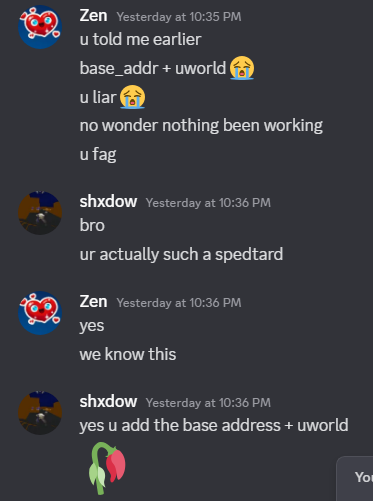 Zen Yesterday at 10:35 PM
u told me earlier
base_addr + uworld 😭
u liar 😭
no wonder nothing been working
u fag
shxdow Yesterday at 10:36 PM
bro
ur actually such a spedtard
Zen Yesterday at 10:36 PM
yes
we know this
shxdow Yesterday at 10:36 PM
yes u add the base address + uworld
You